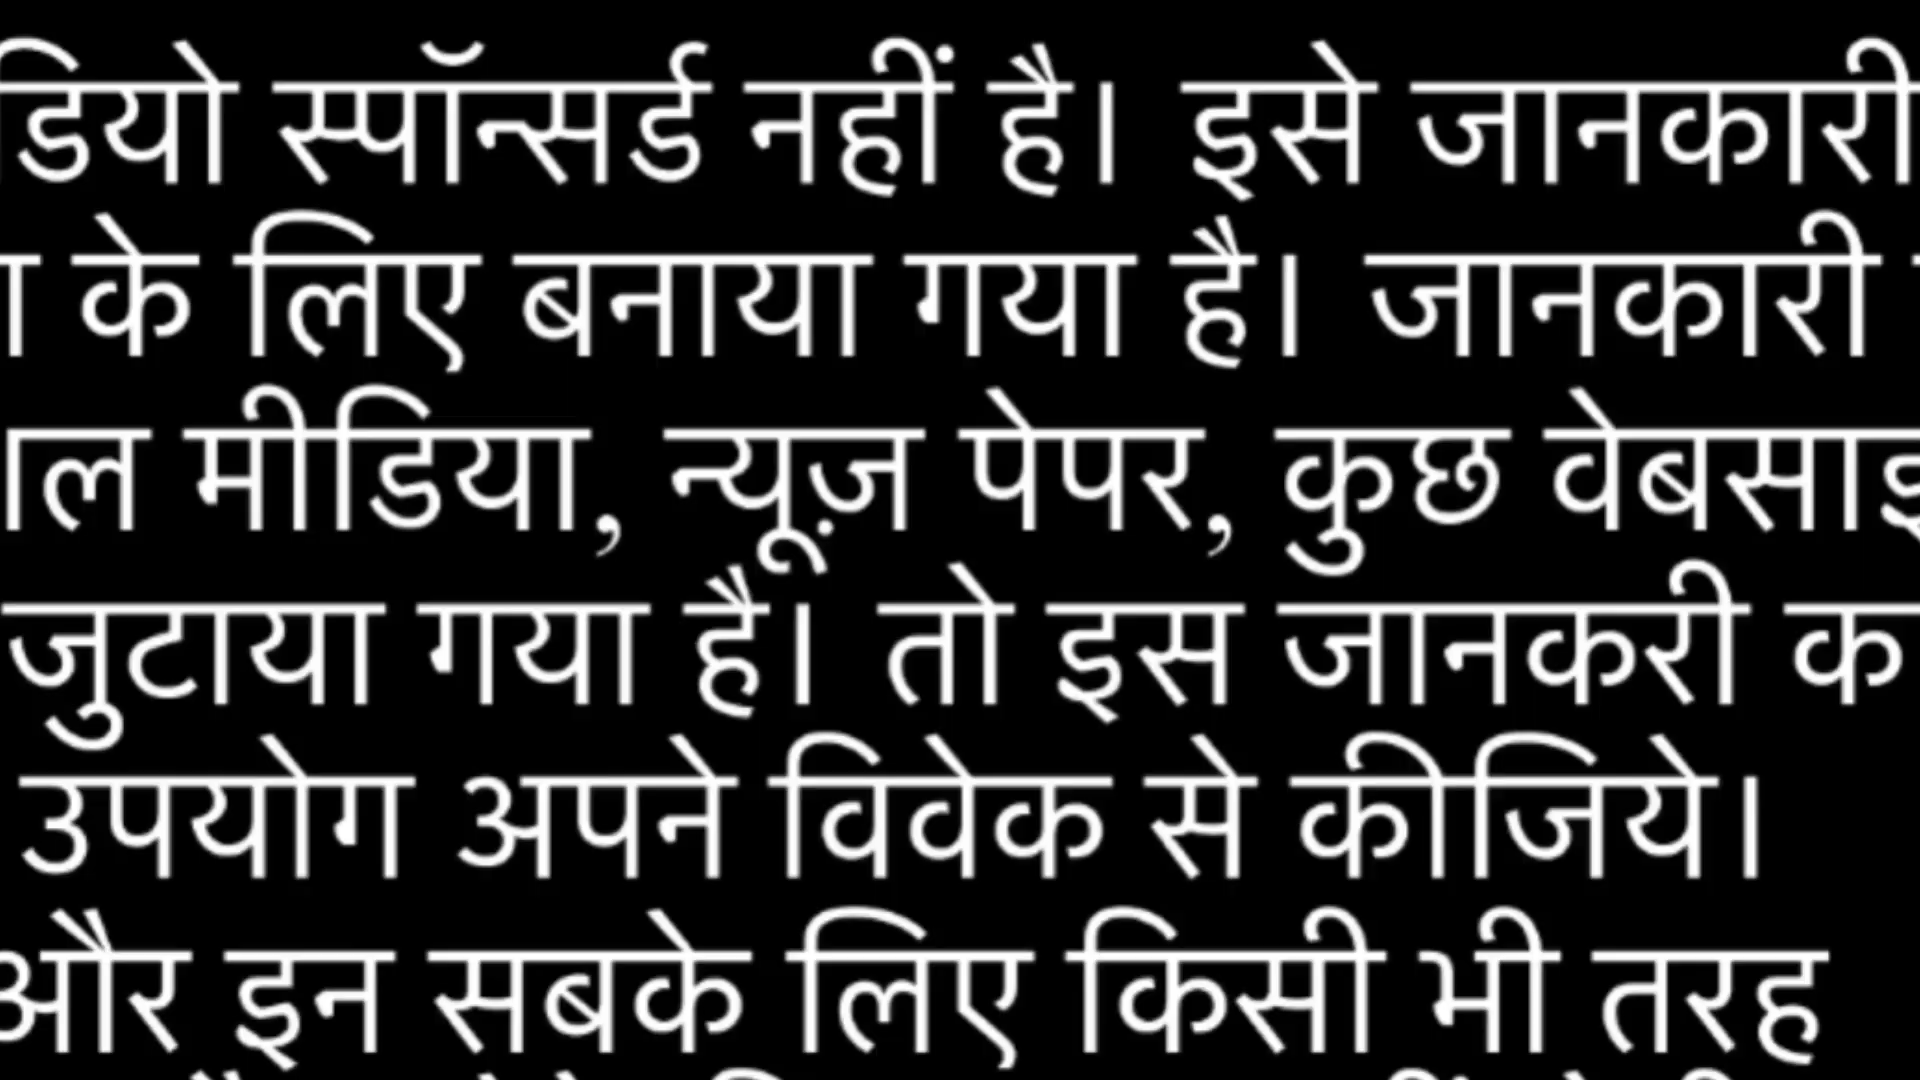 डियो स्पॉन्सर्ड नहीं है। इसे जानकारी
के लिए बनाया गया है। जानकारी
मीडिया, न्यूज़ पेपर, कुछ वेबसाइ
जुटाया गया है। तो इस जानकरी क
उपयोग अपने विवेक से कीजिये।
और इन सबके लिए किसी भी तरह